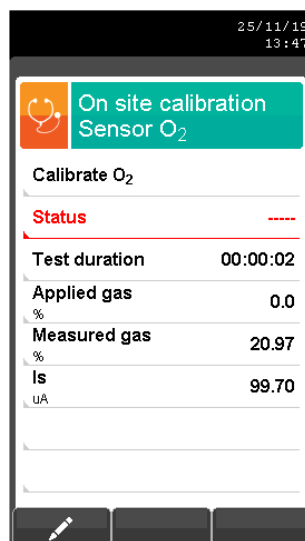 25/11/19
13:47
On site calibration
Sensor O₂
Calibrate O₂
Status -----
Test duration 00:00:02
Applied gas 0.0
%
Measured gas 20.97
%
Is 99.70
uA